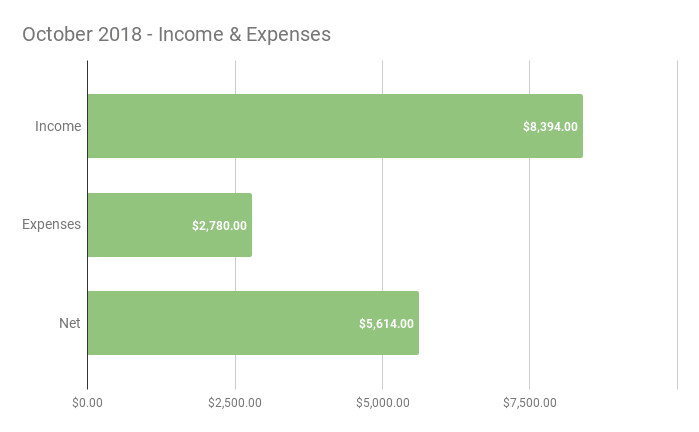 October 2018 - Income & Expenses
Income
$8,394.00
Expenses
$2,780.00
Net
$5,614.00
$0.00
$2,500.00
$5,000.00
$7,500.00